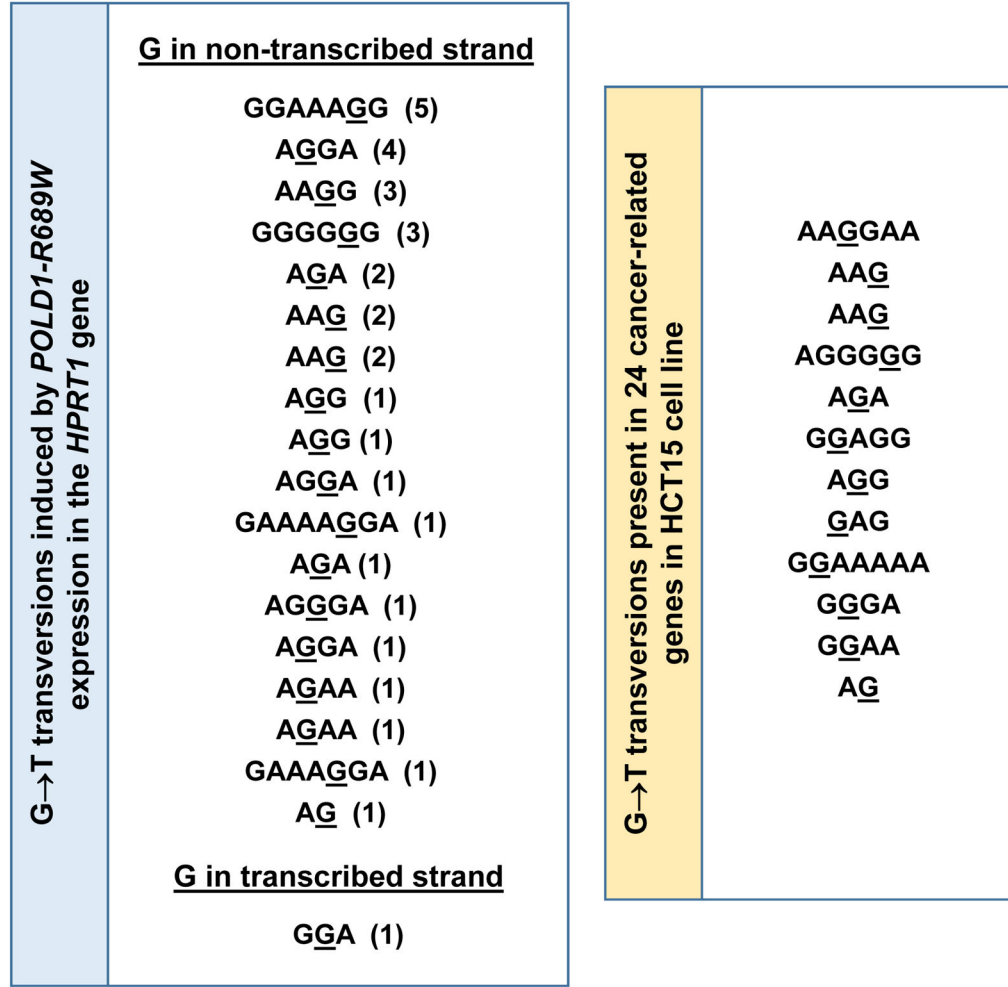 G→T transversions induced by POLD1-R689W
expression in the HPRT1 gene
G in non-transcribed strand
GGAAAGG (5)
AGGA (4)
AAGG (3)
GGGGGG (3)
AGA (2)
AAG (2)
AAG (2)
AGG (1)
AGG (1)
AGGA (1)
GAAAAGGA (1)
AGA (1)
AGGGA (1)
AGGA (1)
AGAA (1)
AGAA (1)
GAAAGGA (1)
AG (1)
G in transcribed strand
GGA (1)
G→T transversions present in 24 cancer-related
genes in HCT15 cell line
AAGGAA
AAG
AAG
AGGGGG
AGA
GGAGG
AGG
GAG
GGAAAAA
GGGA
GGAA
AG